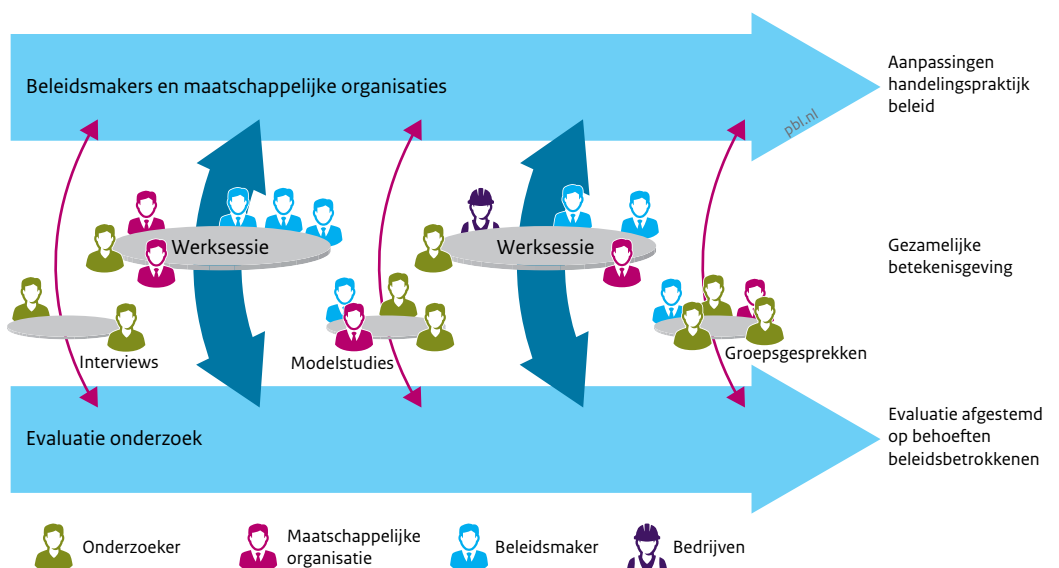 Beleidsmakers en maatschappelijke organisaties
pbl.nl
Aanpassingen
handelingspraktijk
beleid
Werksessie
Werksessie
Gezamelijke
betekenisgeving
Interviews
Modelstudies
Groepsgesprekken
Evaluatie onderzoek
Evaluatie afgestemd
op behoeften
beleidsbetrokkenen
Onderzoeker
Maatschappelijke
organisatie
Beleidsmaker
Bedrijven